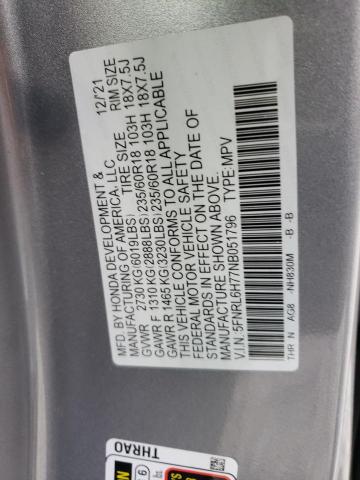 MFD. BY HONDA DEVELOPMENT & 12/21
MANUFACTURING OF AMERICA, LLC.
TIRE SIZE RIM SIZE
GVWR 2730 KG(6019LBS)
GAWR F 1310 KG(2888LBS)235/60R18 103H 18X7.5J
GAWR R 1465 KG(3230LBS)235/60R18 103H 18X7.5J
THIS VEHICLE CONFORMS TO ALL APPLICABLE
FEDERAL MOTOR VEHICLE SAFETY
STANDARDS IN EFFECT ON THE DATE OF
MANUFACTURE SHOWN ABOVE.
V.I.N. 5FNRL6H77NB051796 TYPE:MPV
THR N AG8 -NH830M -B -B
THRAO